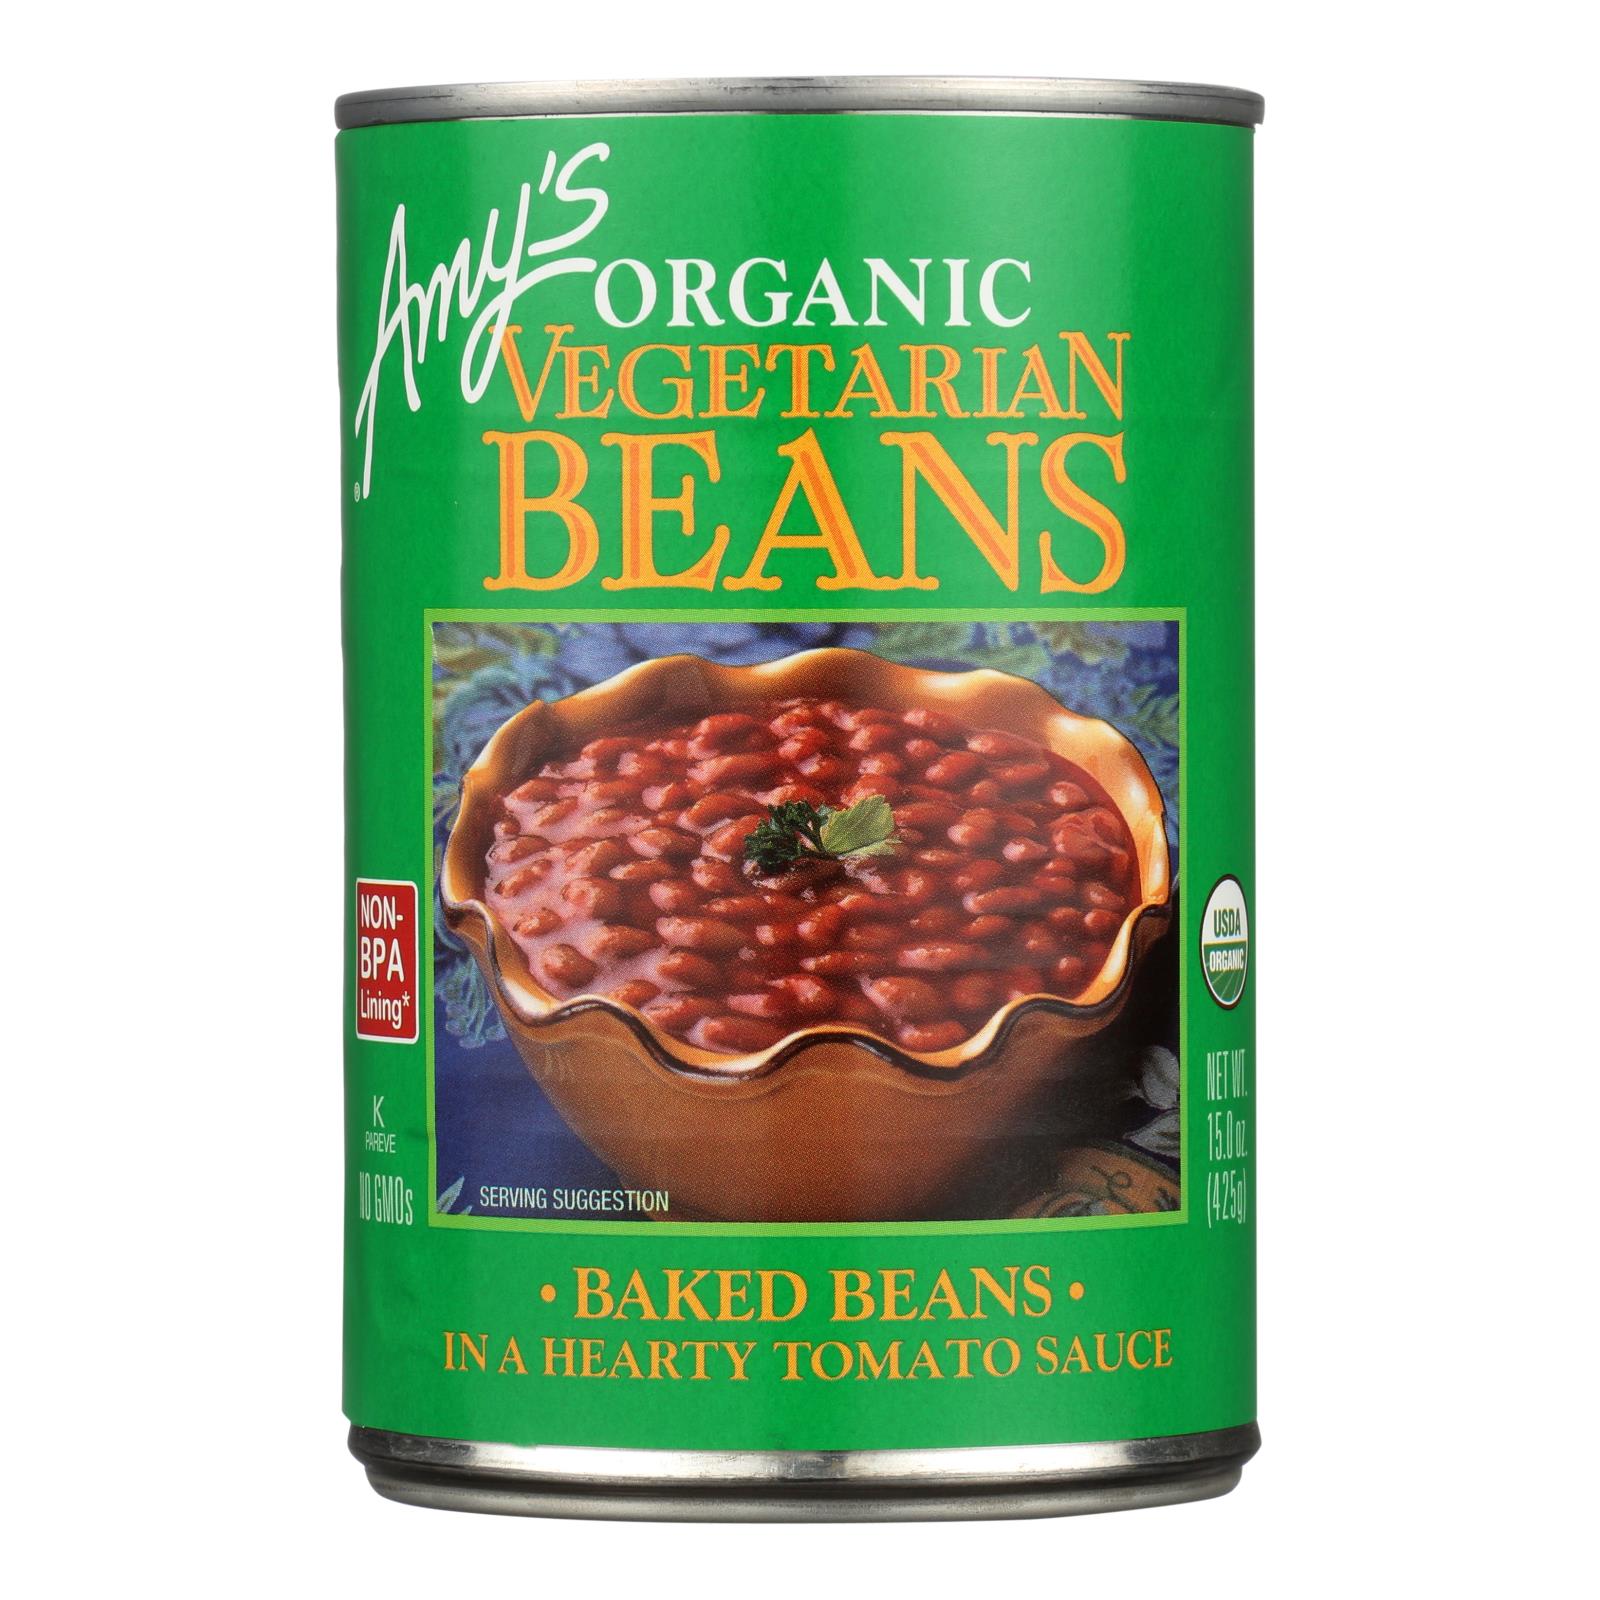 Amy's
®
ORGANIC
VEGETARIAN
BEANS
NON-
BPA
Lining*
K
PAREVE
NO GMOs
USDA
ORGANIC
NET WT.
15.0 oz.
(425g)
SERVING SUGGESTION
• BAKED BEANS •
IN A HEARTY TOMATO SAUCE